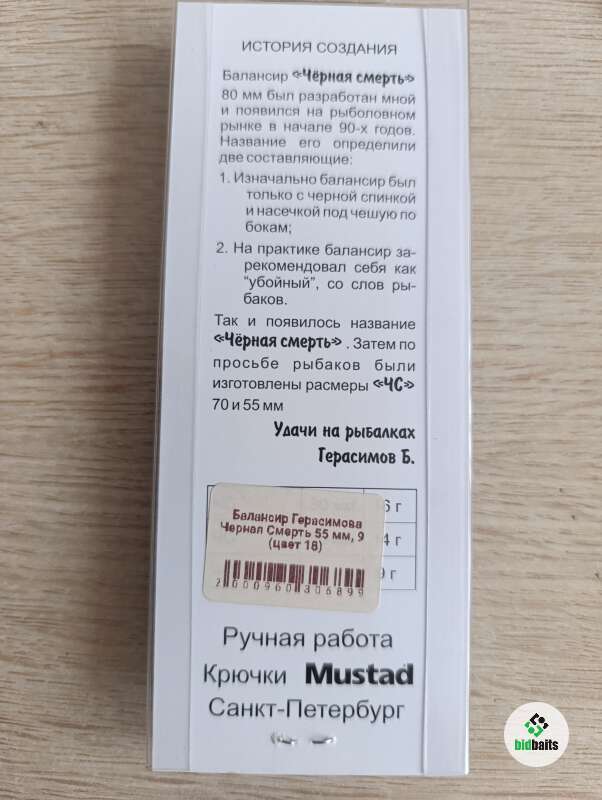 ИСТОРИЯ СОЗДАНИЯ
Балансир «Чёрная смерть»
80 мм был разработан мной
и появился на рыболовном
рынке в начале 90-х годов.
Название его определили
две составляющие:
1. Изначально балансир был
только с черной спинкой
и насечкой под чешую по
бокам;
2. На практике балансир за-
рекомендовал себя как
"убойный", со слов ры-
баков.
Так и появилось название
«Чёрная смерть» . Затем по
просьбе рыбаков были
изготовлены расмеры «ЧС»
70 и 55 мм
Удачи на рыбалках
Герасимов Б.
6 г
4 г
9 г
Балансир Герасимова
Черная Смерть 55 мм, 9
(цвет 18)
2000960306899
Ручная работа
Крючки Mustad
Санкт-Петербург
bidbaits